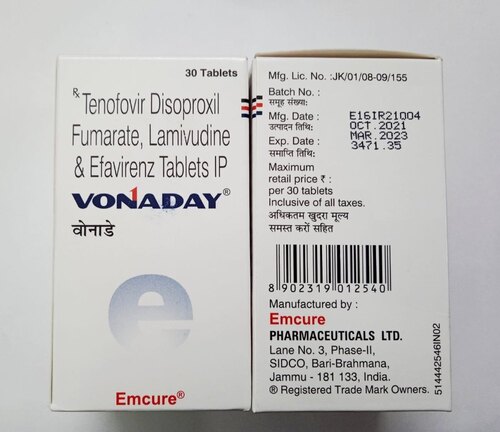 30 Tablets
Rx Tenofovir Disoproxil
Fumarate, Lamivudine
& Efavirenz Tablets IP
VONADAY®
1
वोनाडे
e
Emcure®
Mfg. Lic. No. :JK/01/08-09/155
Batch No. :
समूह संख्या:
Mfg. Date : E16IR21004
उत्पादन तिथि: OCT.2021
Exp. Date : MAR.2023
समाप्ति तिथि: 3471.35
Maximum
retail price ₹ :
per 30 tablets
Inclusive of all taxes.
अधिकतम खुदरा मूल्य
समस्त करों सहित
8 902319 012540
Manufactured by :
Emcure
PHARMACEUTICALS LTD.
Lane No. 3, Phase-II,
SIDCO, Bari-Brahmana,
Jammu - 181 133, India.
® Registered Trade Mark Owners.
514442546IN02